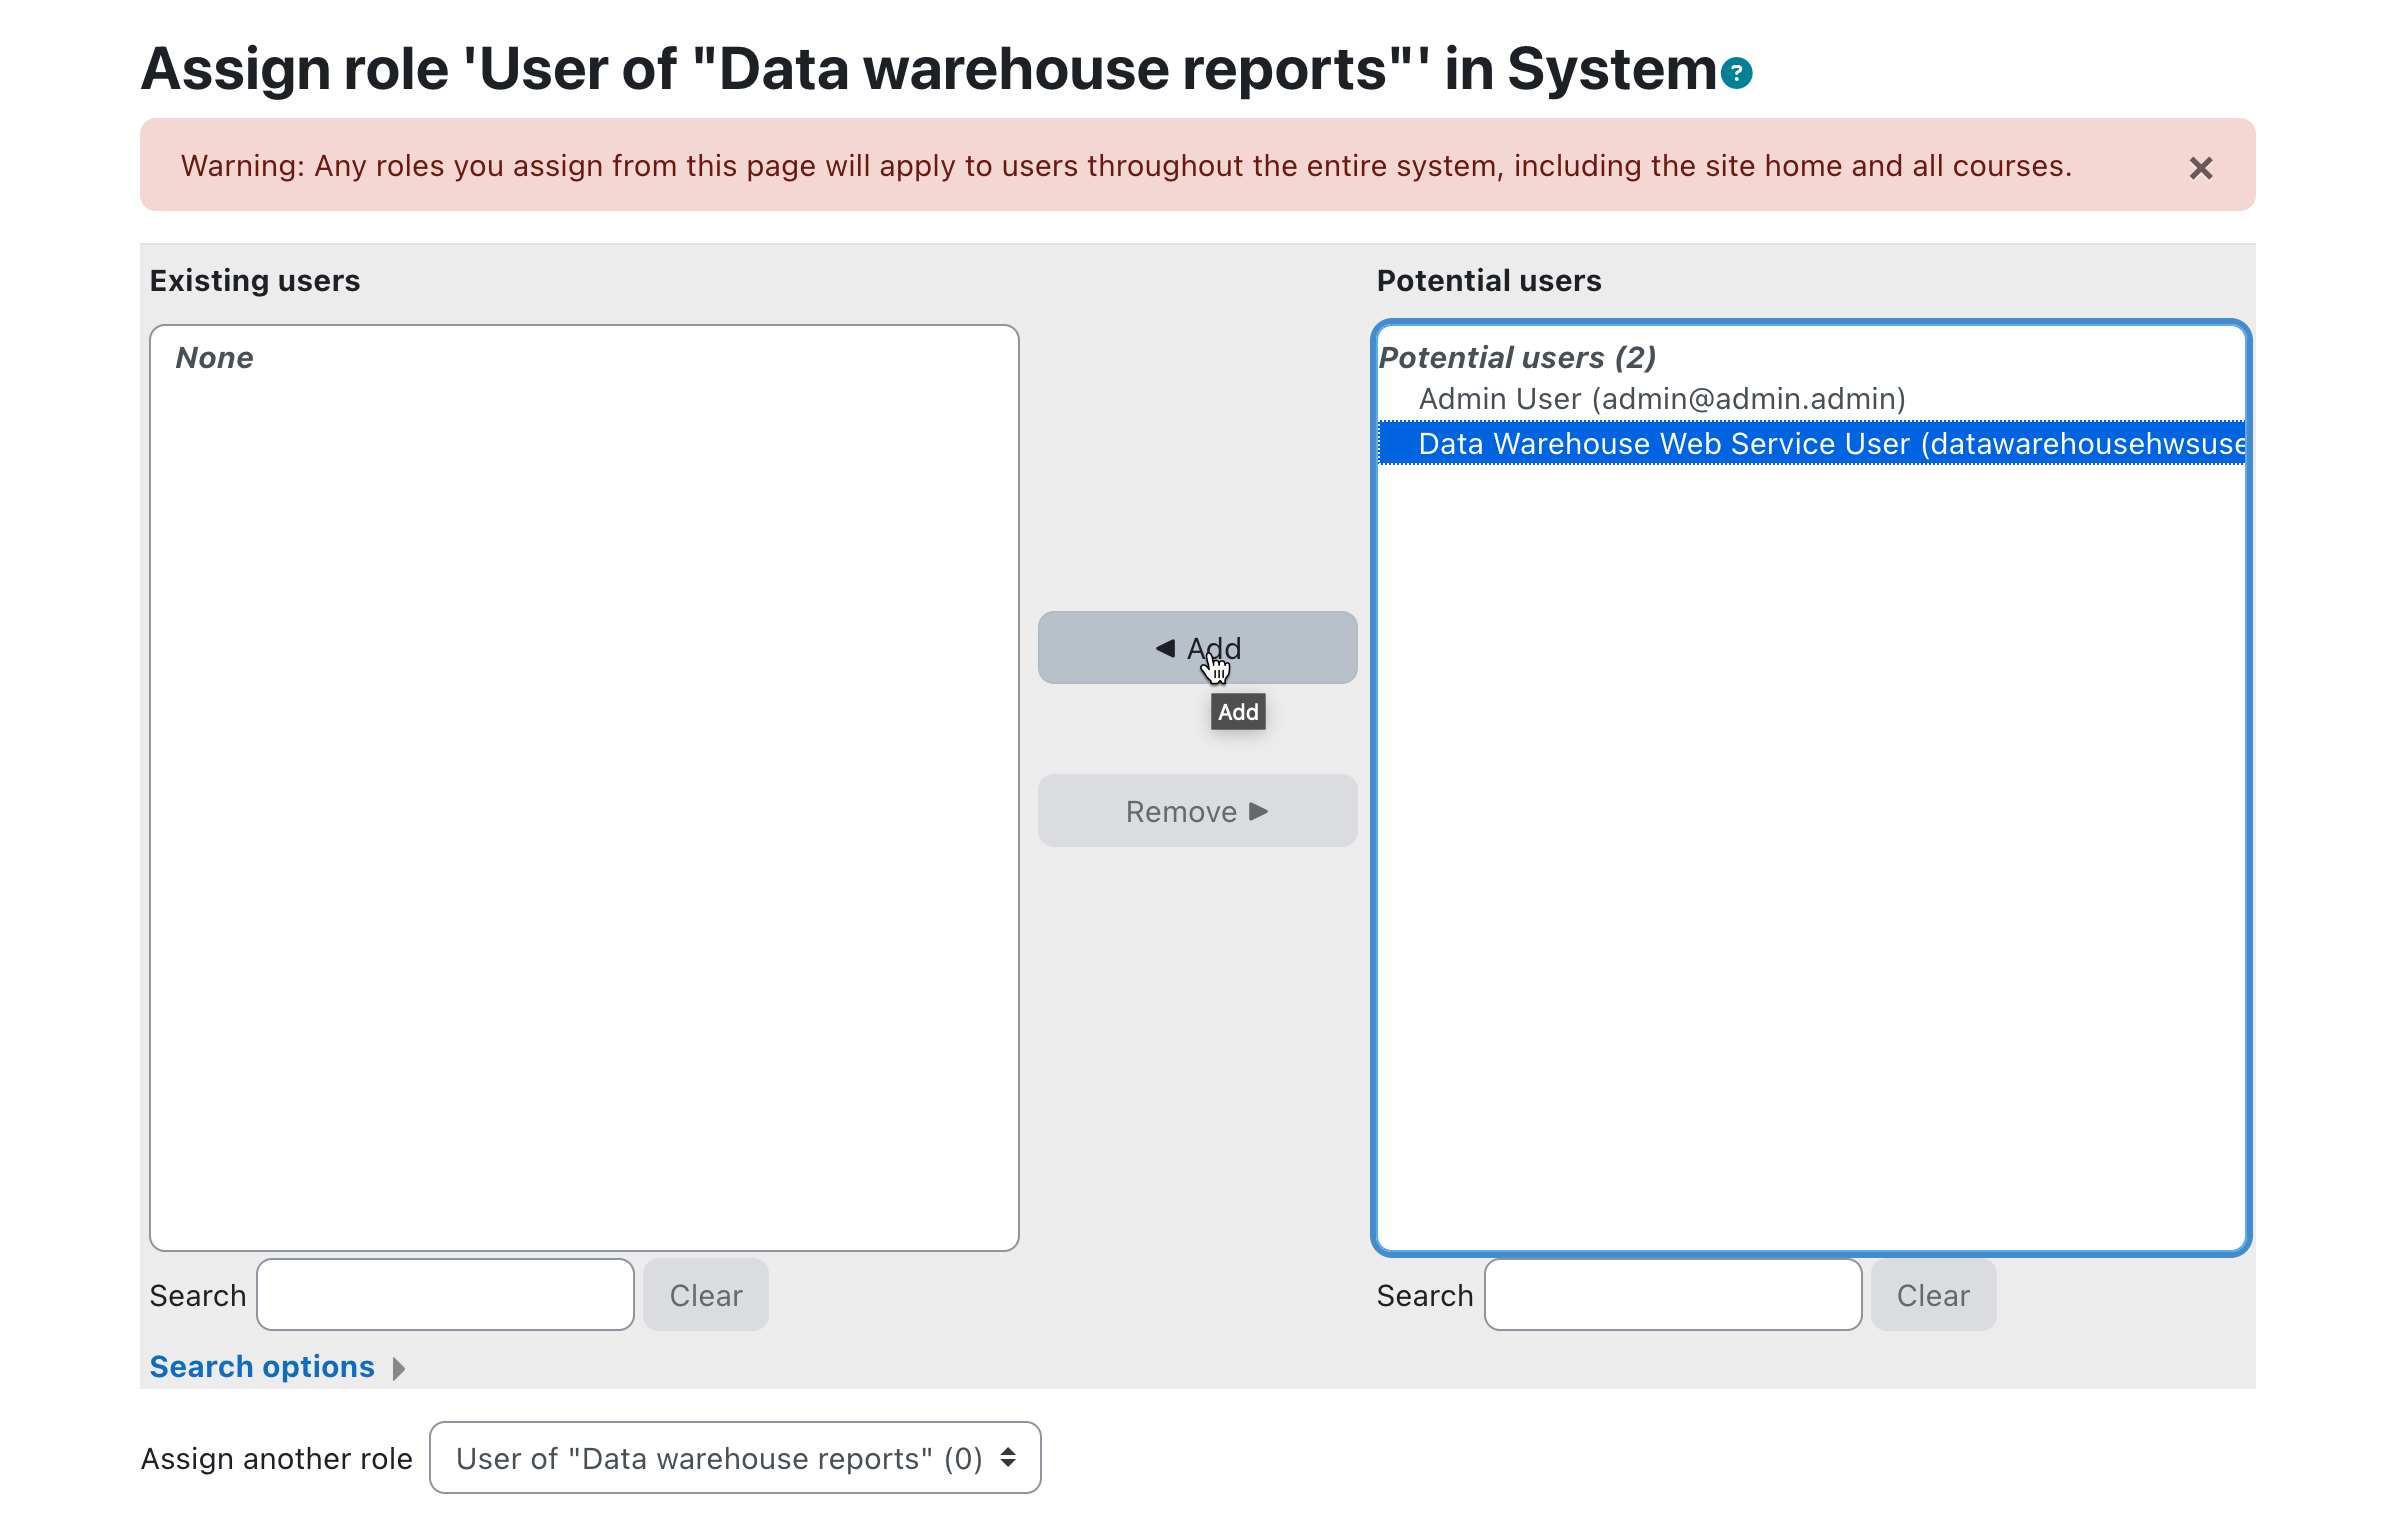 Assign role 'User of "Data warehouse reports"' in System ?
Warning: Any roles you assign from this page will apply to users throughout the entire system, including the site home and all courses. ×
Existing users
None
◄ Add
Add
Remove ►
Potential users
Potential users (2)
Admin User (admin@admin.admin)
Data Warehouse Web Service User (datawarehousehwsuse
Search
Clear
Search
Clear
Search options
Assign another role
User of "Data warehouse reports" (0)